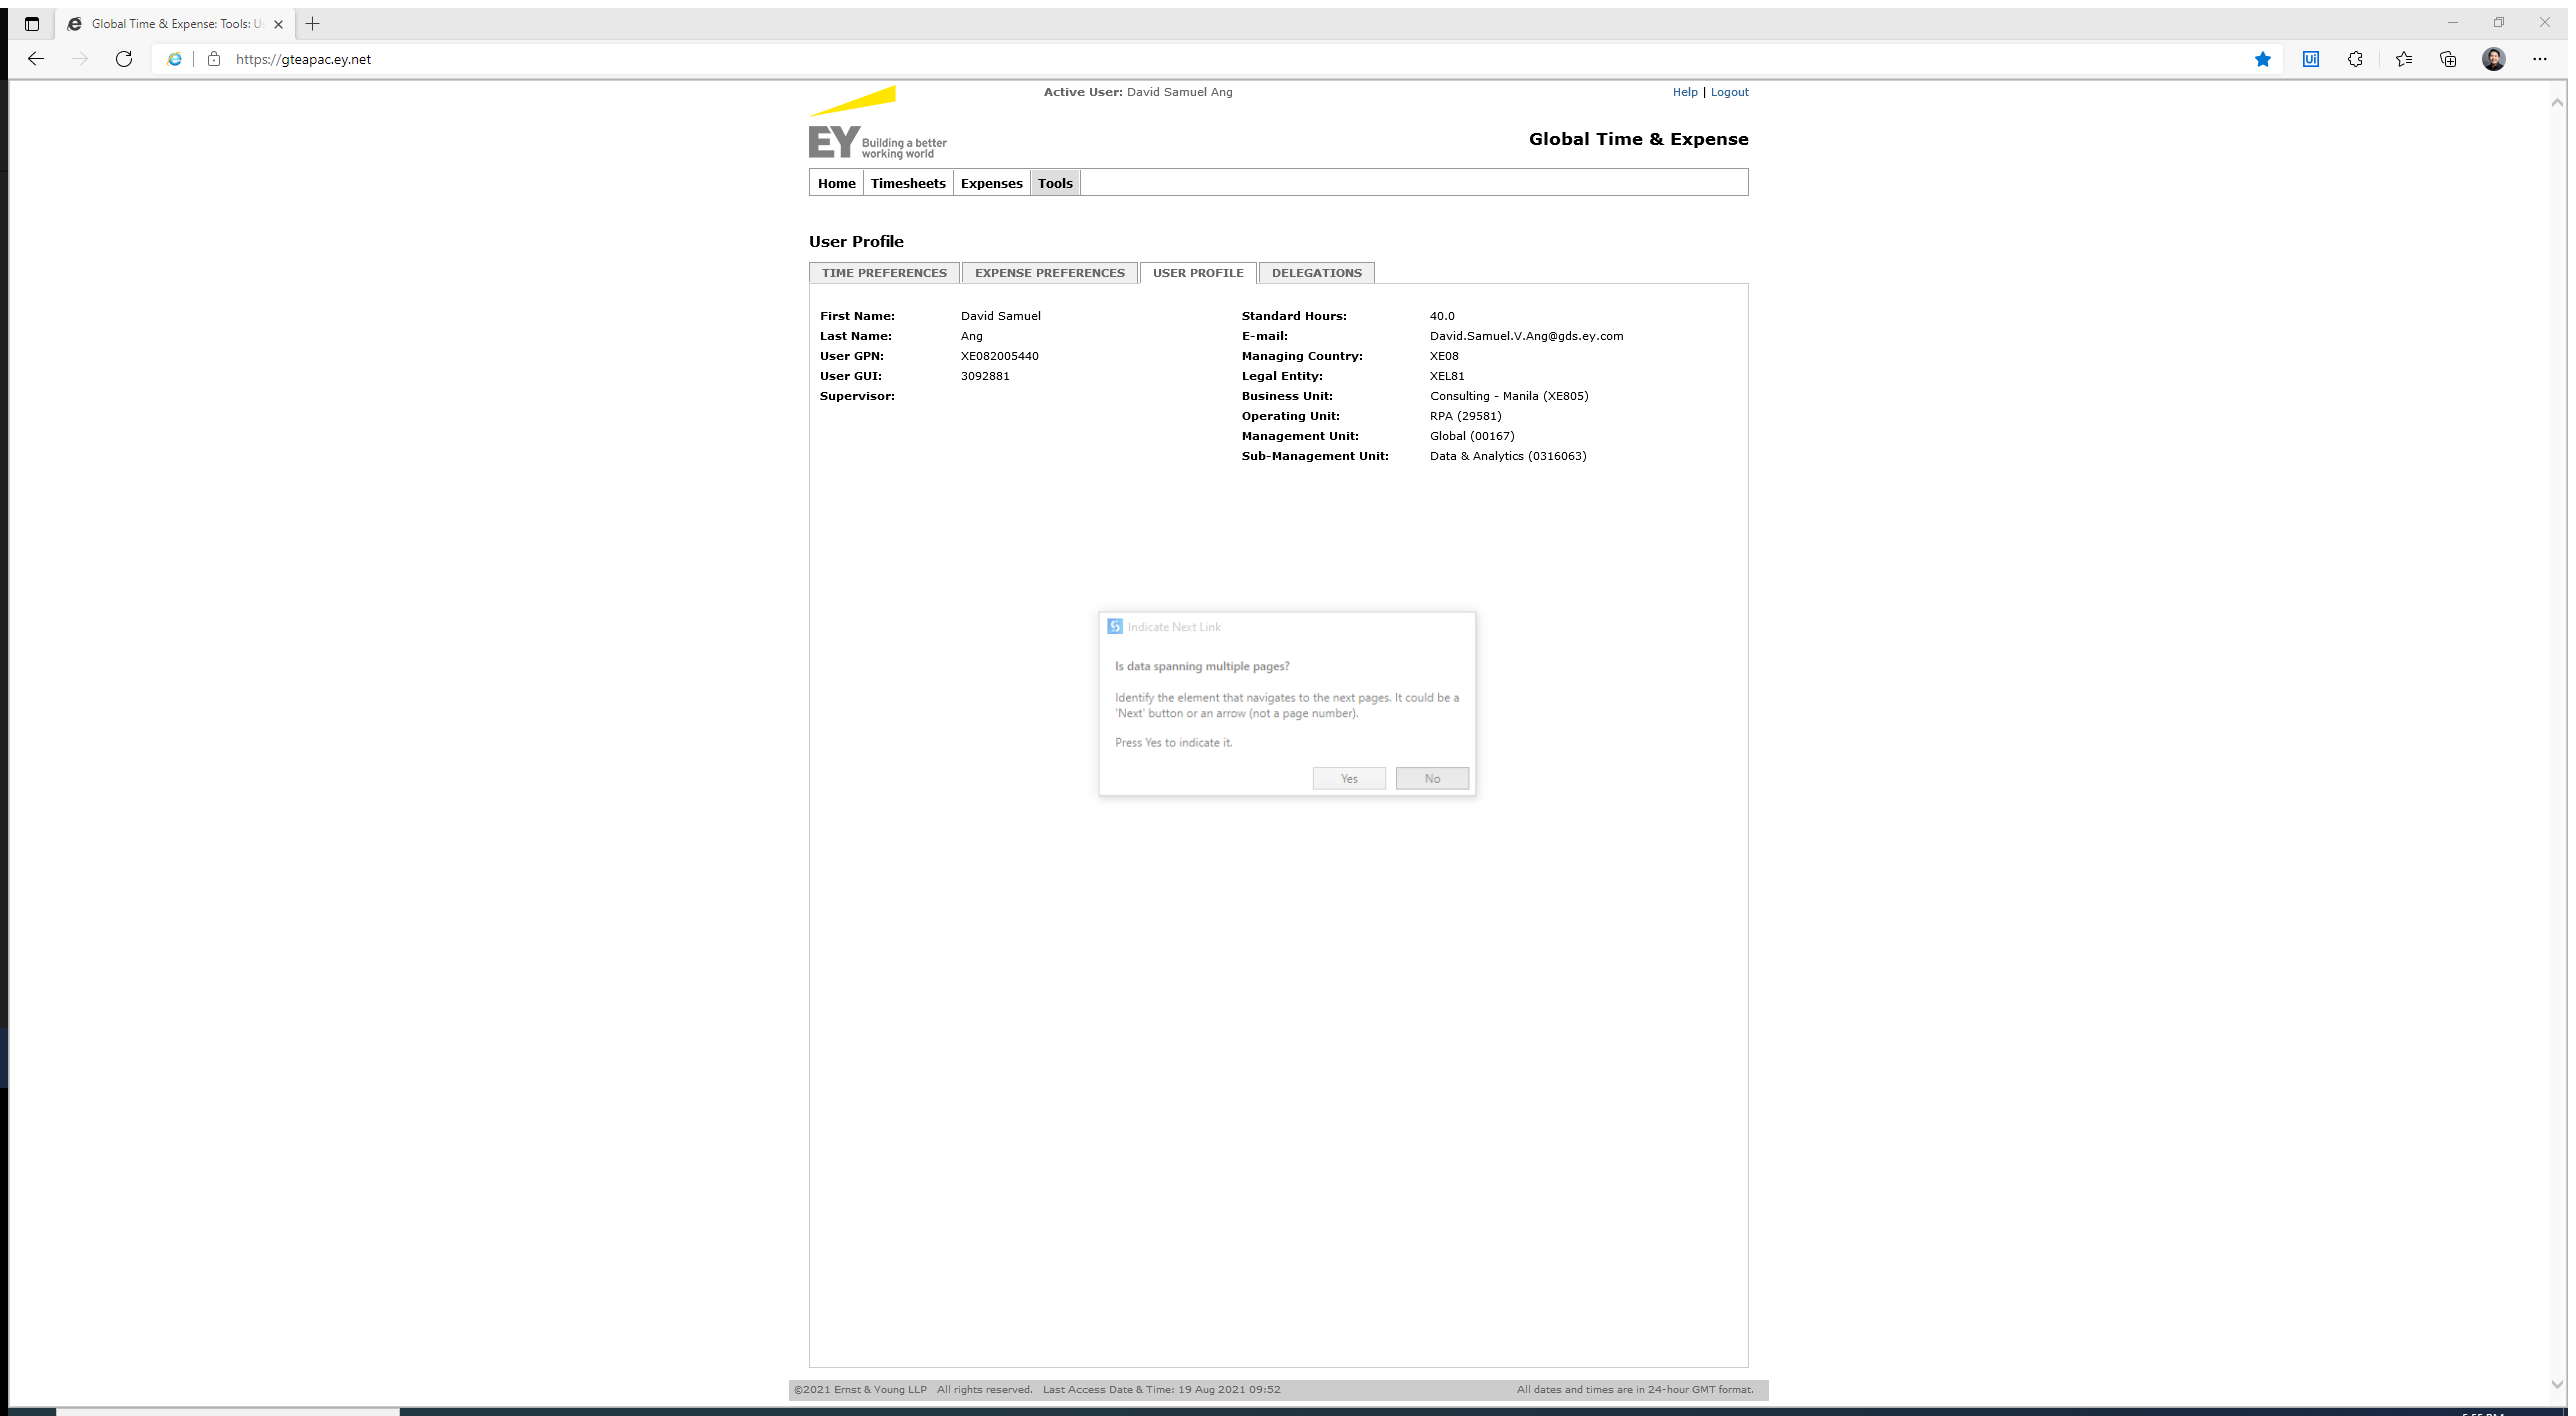 Global Time & Expense: Tools: U
https://gteapac.ey.net
Ui
Active User: David Samuel Ang
Help | Logout
EY Building a better
working world
Global Time & Expense
Home Timesheets Expenses Tools
User Profile
TIME PREFERENCES EXPENSE PREFERENCES USER PROFILE DELEGATIONS
First Name: David Samuel Standard Hours: 40.0
Last Name: Ang E-mail: David.Samuel.V.Ang@gds.ey.com
User GPN: XE082005440 Managing Country: XE08
User GUI: 3092881 Legal Entity: XEL81
Supervisor: Business Unit: Consulting - Manila (XE805)
Operating Unit: RPA (29581)
Management Unit: Global (00167)
Sub-Management Unit: Data & Analytics (0316063)
Indicate Next Link
Is data spanning multiple pages?
Identify the element that navigates to the next pages. It could be a
'Next' button or an arrow (not a page number).
Press Yes to indicate it.
Yes No
©2021 Ernst & Young LLP All rights reserved. Last Access Date & Time: 19 Aug 2021 09:52 All dates and times are in 24-hour GMT format.